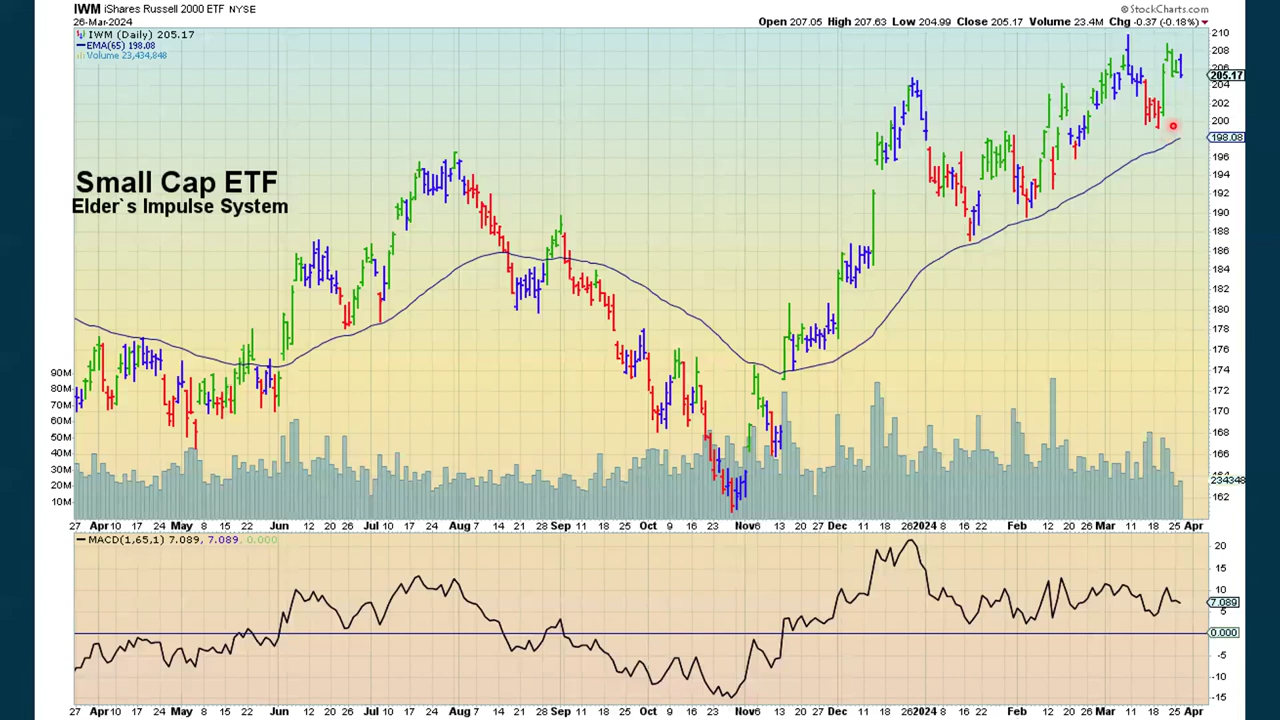 IWM iShares Russell 2000 ETF NYSE
© StockCharts.com
26-Mar-2024
Open 207.05 High 207.63 Low 204.99 Close 205.17 Volume 23.4M Chg -0.37 (-0.18%)
IWM (Daily) 205.17
EMA(65) 198.08
Volume 23,434,848
Small Cap ETF
Elder`s Impulse System
210
208
206
205.17
204
202
200
198.08
196
194
192
190
188
186
184
182
180
178
176
174
172
170
168
166
164
234348
162
90M
80M
70M
60M
50M
40M
30M
20M
10M
27 Apr 10 17 24 May 8 15 22 Jun 12 20 26 Jul 10 17 24 Aug 7 14 21 28 Sep 11 18 25 Oct 9 16 23 Nov 6 13 20 27 Dec 11 18 26 2024 8 16 22 Feb 12 20 26 Mar 11 18 25 Apr
MACD(1,65,1) 7.089, 7.089, 0.000
20
15
10
7.089
5
0.000
-5
-10
-15
27 Apr 10 17 24 May 8 15 22 Jun 12 20 26 Jul 10 17 24 Aug 7 14 21 28 Sep 11 18 25 Oct 9 16 23 Nov 6 13 20 27 Dec 11 18 26 2024 8 16 22 Feb 12 20 26 Mar 11 18 25 Apr